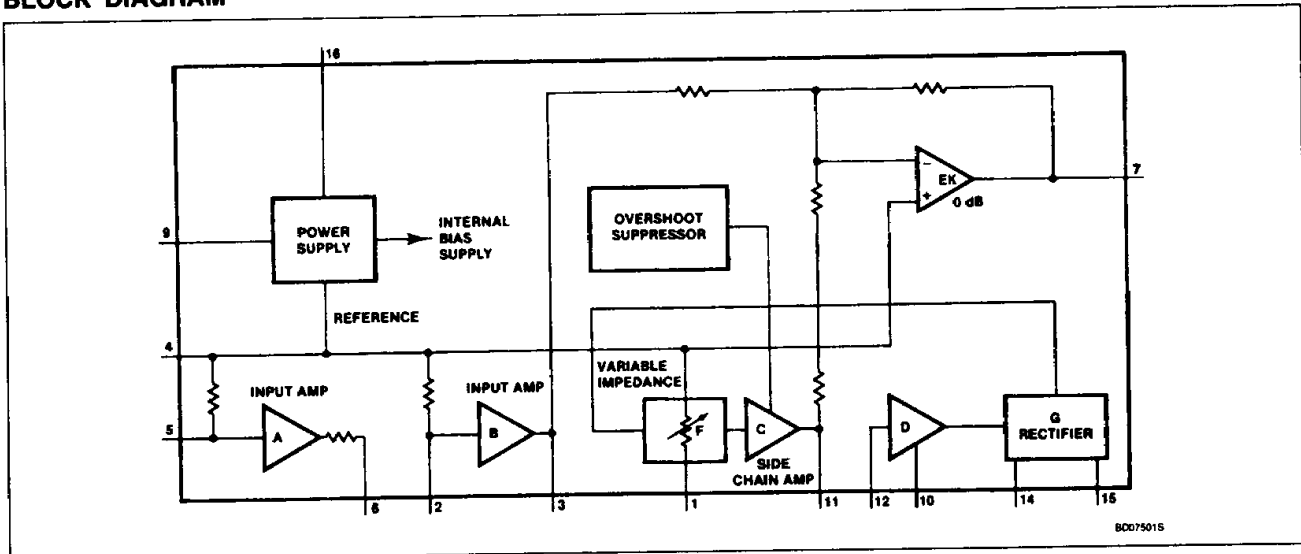 BLOCK DIAGRAM
16
7
EK
0 dB
−
+
OVERSHOOT
SUPPRESSOR
9
POWER
SUPPLY
INTERNAL
BIAS
SUPPLY
REFERENCE
4
VARIABLE
IMPEDANCE
INPUT AMP
INPUT AMP
5
A
B
F
C
D
G
RECTIFIER
SIDE
CHAIN AMP
6
2
3
1
11
12
10
14
15
BD07501S